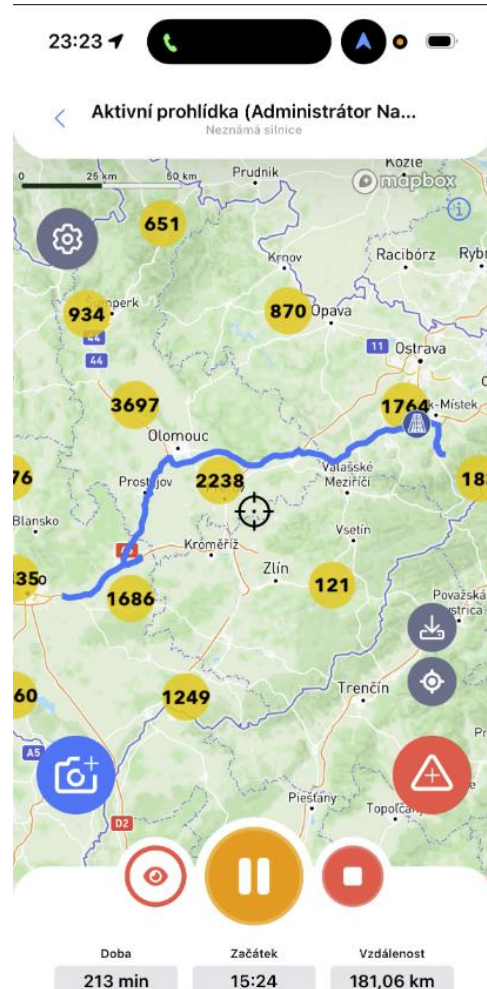 23:23
Aktivní prohlídka (Administrátor Na...
Neznámá silnice
0 25 km 50 km
Prudnik
Kozle
mapbox
651
Krnov
Racibórz
Rybn
934
870
Opava
44
44
11
Ostrava
3697
1764
k-Místek
Olomouc
76
Prostějov
2238
Valašské
Meziříčí
18
Blansko
Kroměříž
Vsetín
Zlín
350
1686
121
Považská
60
1249
Trenčín
A5
D2
Piešťany
Topoľčany
Doba
Začátek
Vzdálenost
213 min
15:24
181,06 km